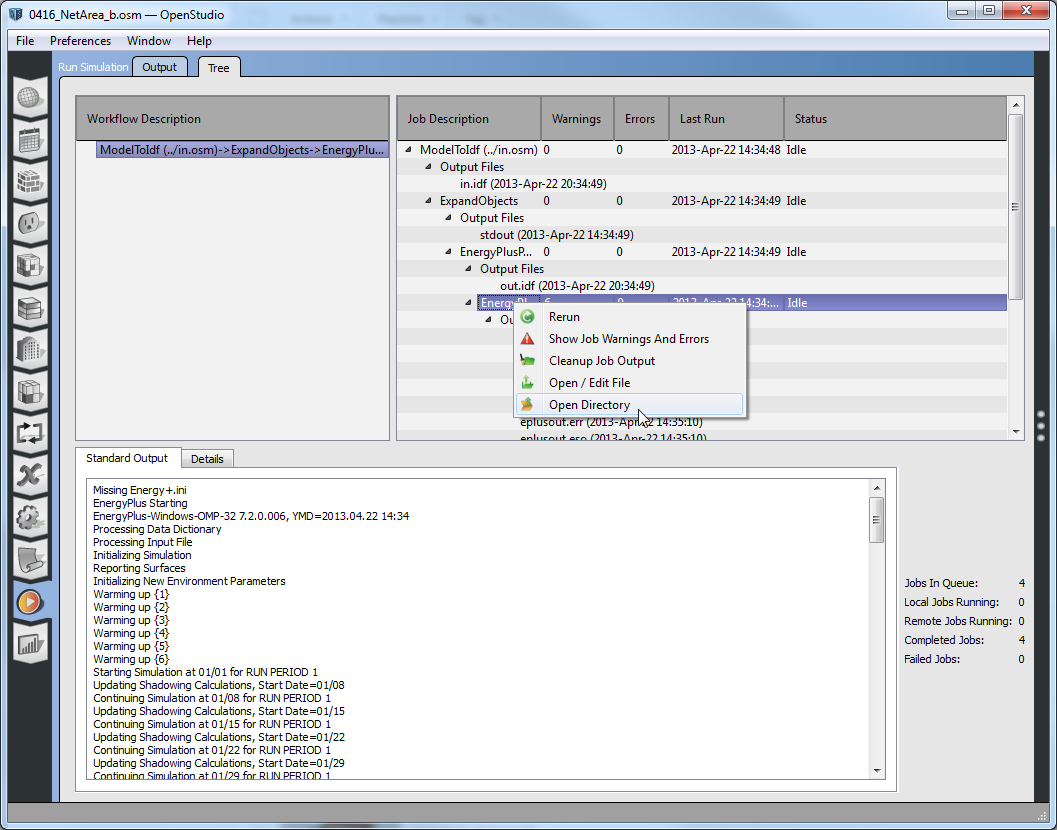 0416_NetArea_b.osm — OpenStudio
File Preferences Window Help
Run Simulation Output Tree
Workflow Description
ModelToIdf (../in.osm)->ExpandObjects->EnergyPlu...
Job Description Warnings Errors Last Run Status
ModelToIdf (../in.osm) 0 0 2013-Apr-22 14:34:48 Idle
Output Files
in.idf (2013-Apr-22 20:34:49)
ExpandObjects 0 0 2013-Apr-22 14:34:49 Idle
Output Files
stdout (2013-Apr-22 14:34:49)
EnergyPlusP... 0 0 2013-Apr-22 14:34:49 Idle
Output Files
out.idf (2013-Apr-22 20:34:49)
EnergyPl... 6 0 2013-Apr-22 14:34:... Idle
Ou
Rerun
Show Job Warnings And Errors
Cleanup Job Output
Open / Edit File
Open Directory
eplusout.err (2013-Apr-22 14:35:10)
eplusout.eso (2013-Apr-22 14:35:10)
Standard Output Details
Missing Energy+.ini
EnergyPlus Starting
EnergyPlus-Windows-OMP-32 7.2.0.006, YMD=2013.04.22 14:34
Processing Data Dictionary
Processing Input File
Initializing Simulation
Reporting Surfaces
Initializing New Environment Parameters
Warming up {1}
Warming up {2}
Warming up {3}
Warming up {4}
Warming up {5}
Warming up {6}
Starting Simulation at 01/01 for RUN PERIOD 1
Updating Shadowing Calculations, Start Date=01/08
Continuing Simulation at 01/08 for RUN PERIOD 1
Updating Shadowing Calculations, Start Date=01/15
Continuing Simulation at 01/15 for RUN PERIOD 1
Updating Shadowing Calculations, Start Date=01/22
Continuing Simulation at 01/22 for RUN PERIOD 1
Updating Shadowing Calculations, Start Date=01/29
Continuing Simulation at 01/29 for RUN PERIOD 1
Jobs In Queue: 4
Local Jobs Running: 0
Remote Jobs Running: 0
Completed Jobs: 4
Failed Jobs: 0